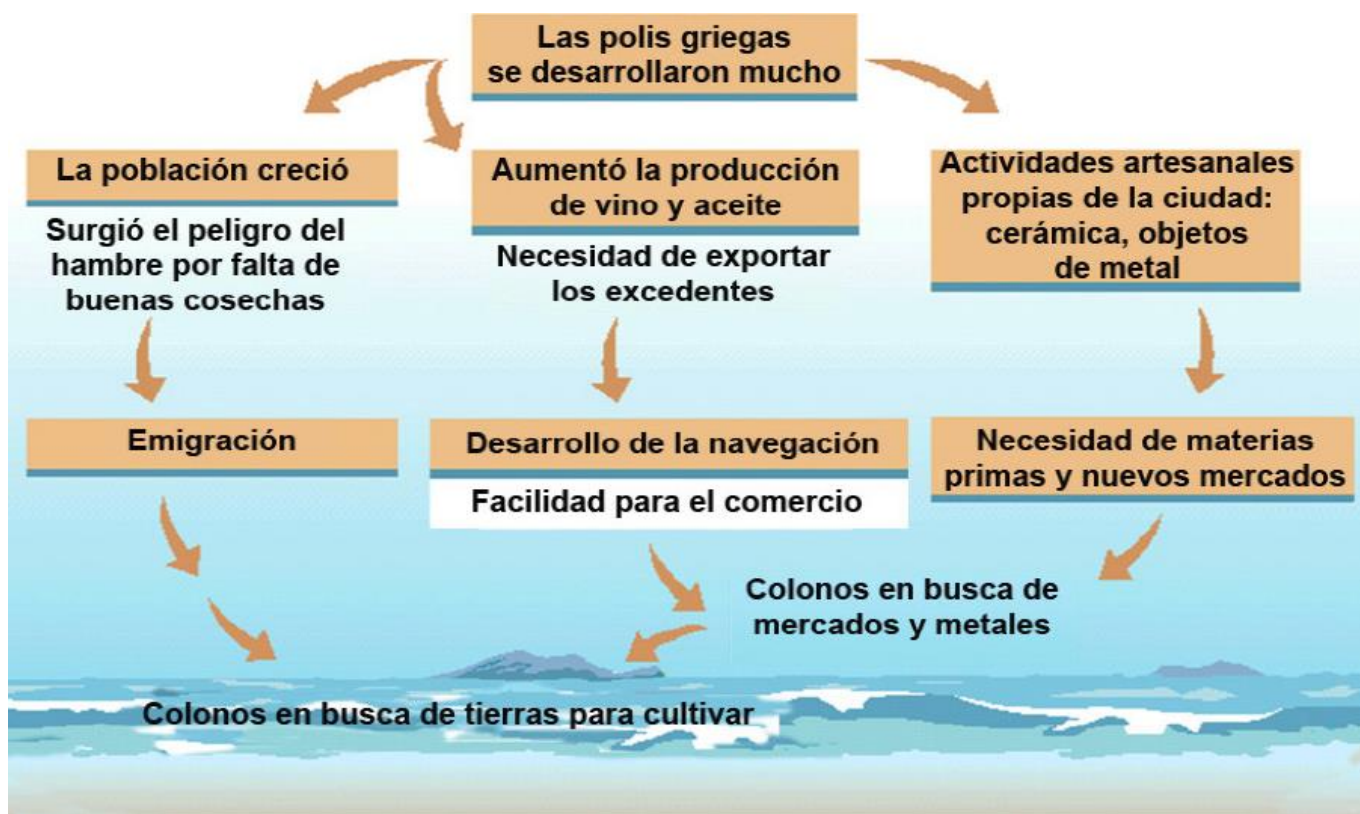 Las polis griegas
se desarrollaron mucho
La población creció
Surgió el peligro del
hambre por falta de
buenas cosechas
Aumentó la producción
de vino y aceite
Necesidad de exportar
los excedentes
Actividades artesanales
propias de la ciudad:
cerámica, objetos
de metal
Emigración
Desarrollo de la navegación
Facilidad para el comercio
Necesidad de materias
primas y nuevos mercados
Colonos en busca de
mercados y metales
Colonos en busca de tierras para cultivar